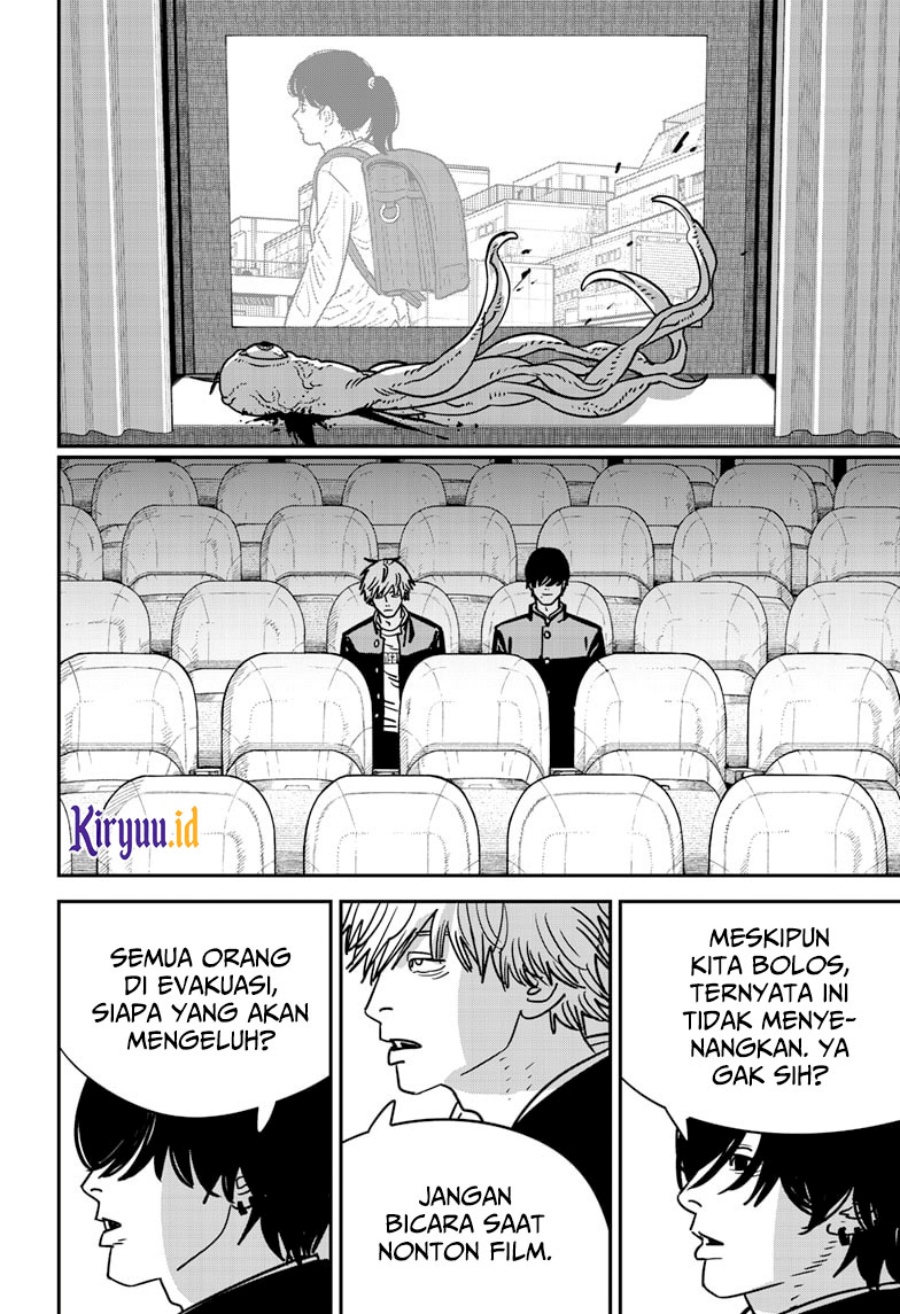 Kiryuu.id
MESKIPUN
KITA BOLOS,
TERNYATA INI
TIDAK MENYE-
NANGKAN. YA
GAK SIH?
JANGAN
BICARA SAAT
NONTON FILM.
SEMUA ORANG
DI EVAKUASI,
SIAPA YANG AKAN
MENGELUH?